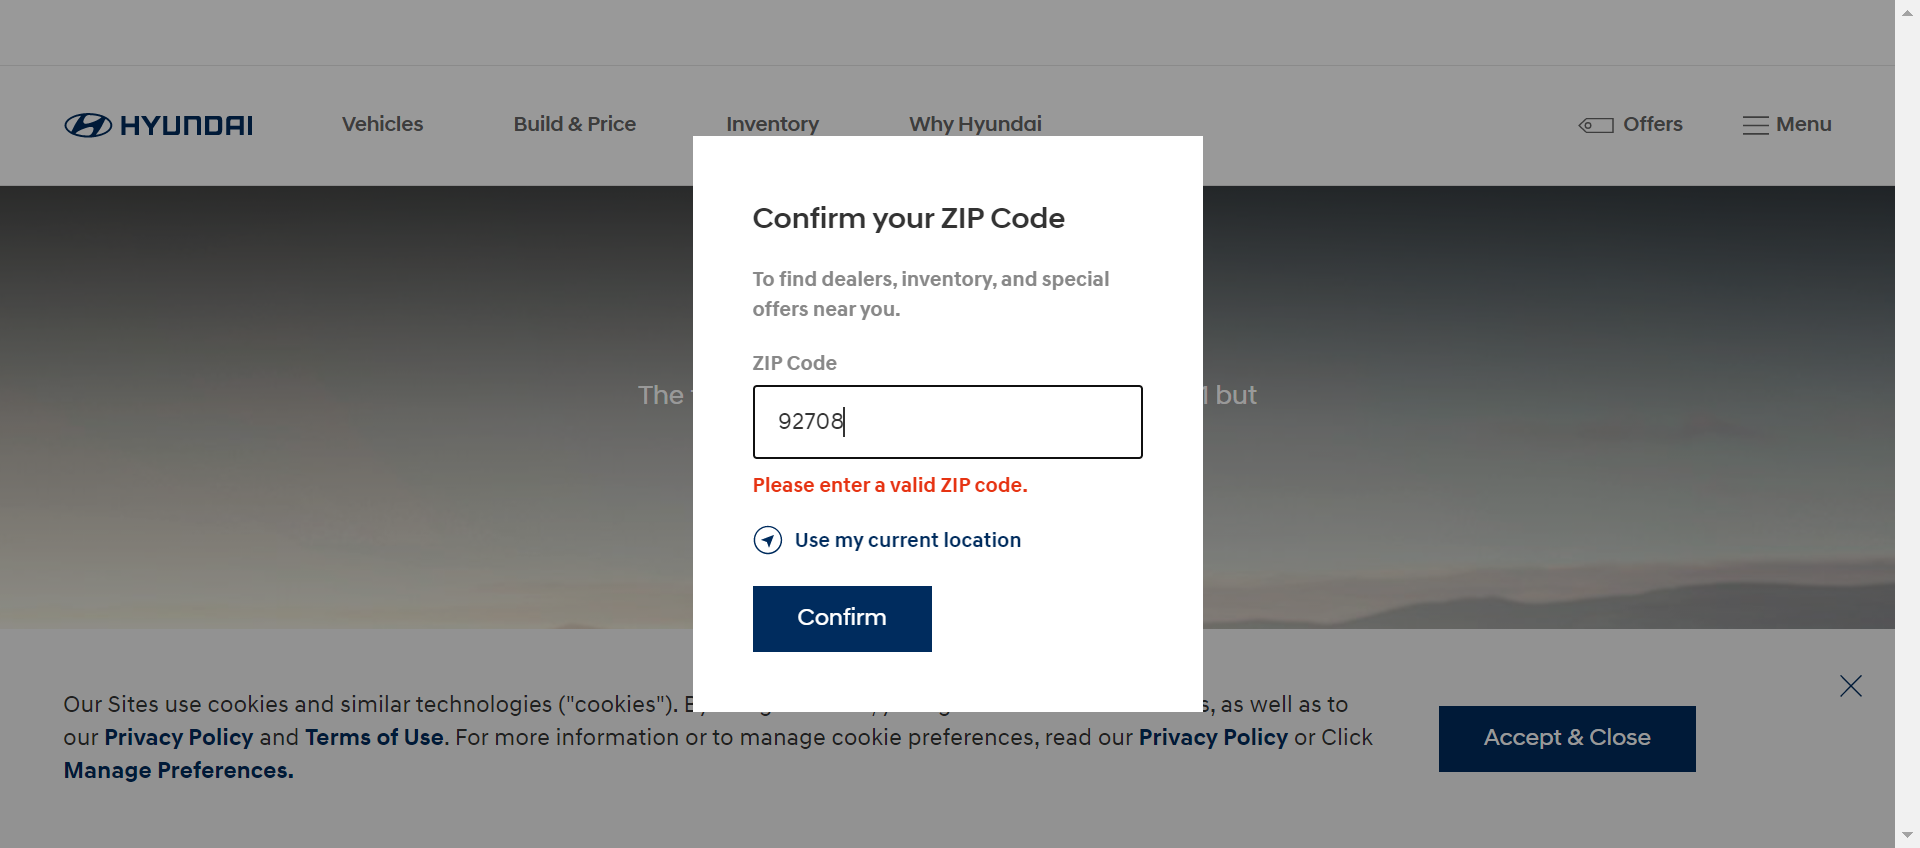 HYUNDAI
Vehicles
Build & Price
Inventory
Why Hyundai
Offers
Menu
Confirm your ZIP Code
To find dealers, inventory, and special
offers near you.
ZIP Code
The
but
92708
Please enter a valid ZIP code.
Use my current location
Confirm
Our Sites use cookies and similar technologies ("cookies").
, as well as to
our Privacy Policy and Terms of Use. For more information or to manage cookie preferences, read our Privacy Policy or Click
Manage Preferences.
Accept & Close